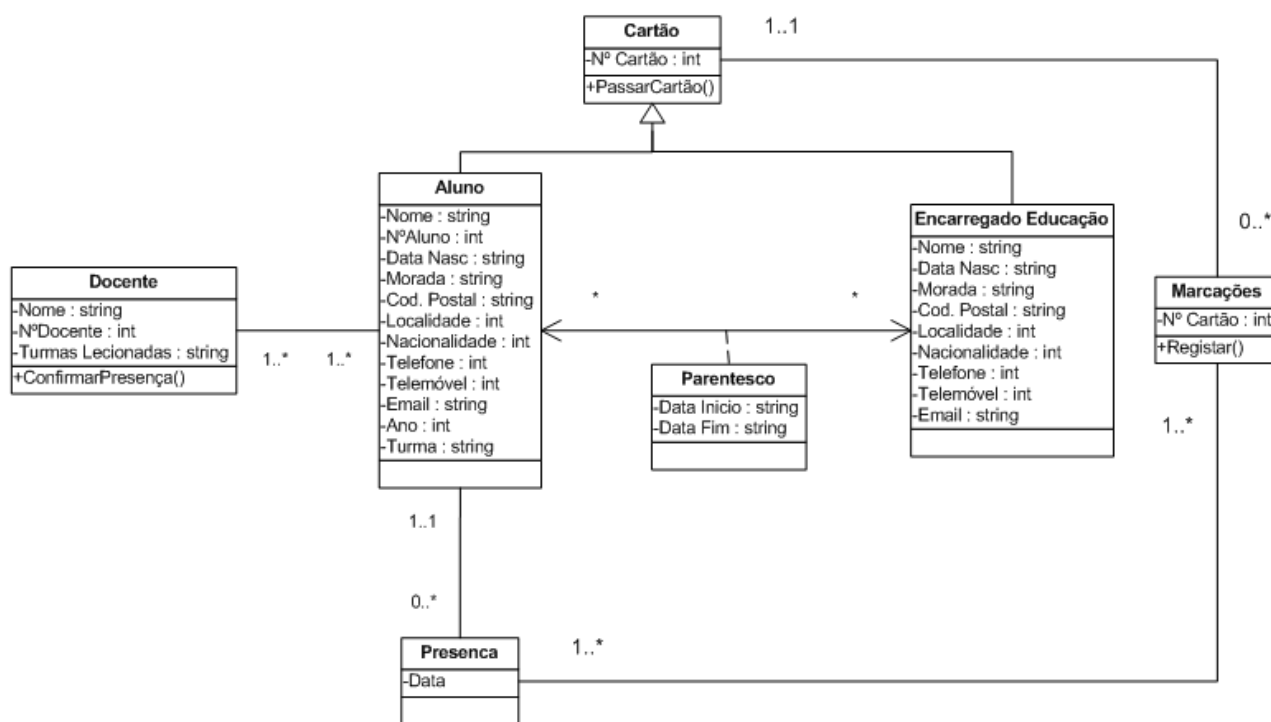 Cartão
-Nº Cartão : int
+PassarCartão()
1..1
Aluno
-Nome : string
-NºAluno : int
-Data Nasc : string
-Morada : string
-Cod. Postal : string
-Localidade : int
-Nacionalidade : int
-Telefone : int
-Telemóvel : int
-Email : string
-Ano : int
-Turma : string
Encarregado Educação
-Nome : string
-Data Nasc : string
-Morada : string
-Cod. Postal : string
-Localidade : int
-Nacionalidade : int
-Telefone : int
-Telemóvel : int
-Email : string
0..*
Docente
-Nome : string
-NºDocente : int
-Turmas Lecionadas : string
+ConfirmarPresença()
1..*
1..*
*
*
Marcações
-Nº Cartão : int
+Registar()
Parentesco
-Data Inicio : string
-Data Fim : string
1..*
1..1
0..*
Presenca
-Data
1..*